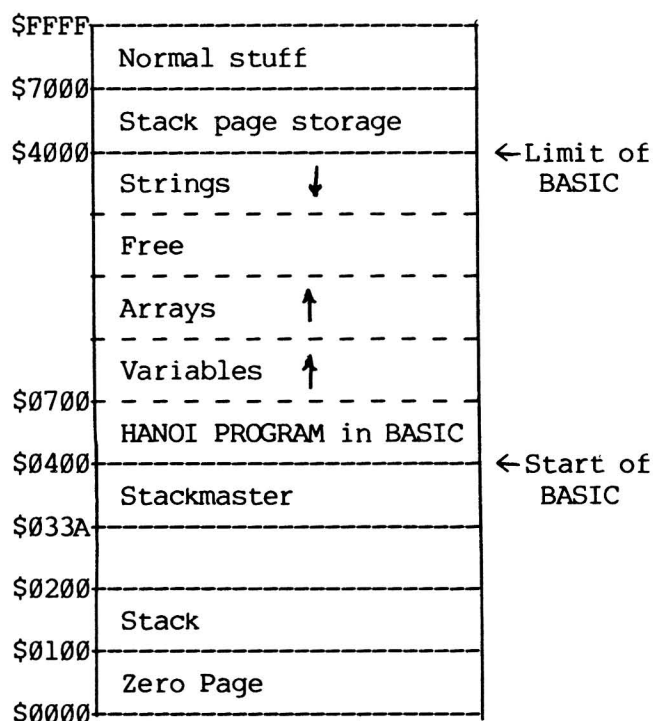 $FFFF
Normal stuff
$7000
Stack page storage
$4000
←Limit of
BASIC
Strings ↓
Free
Arrays ↑
Variables ↑
$0700
HANOI PROGRAM in BASIC
$0400
←Start of
BASIC
Stackmaster
$033A
$0200
Stack
$0100
Zero Page
$0000